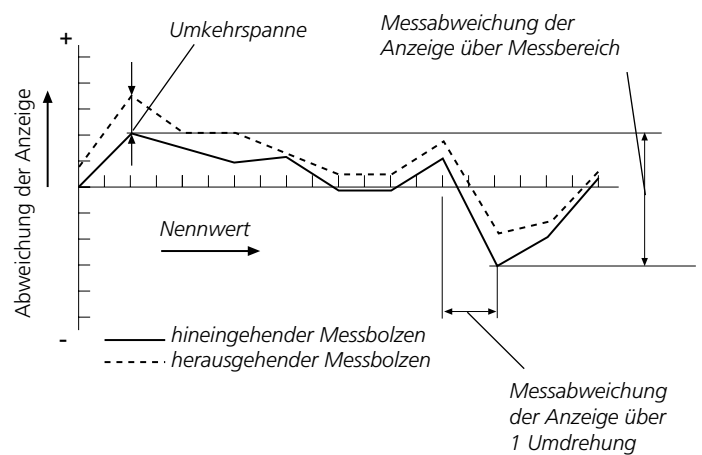 +
Umkehrspanne
Messabweichung der
Anzeige über Messbereich
Abweichung der Anzeige
Nennwert
-
hineingehender Messbolzen
herausgehender Messbolzen
Messabweichung
der Anzeige über
1 Umdrehung